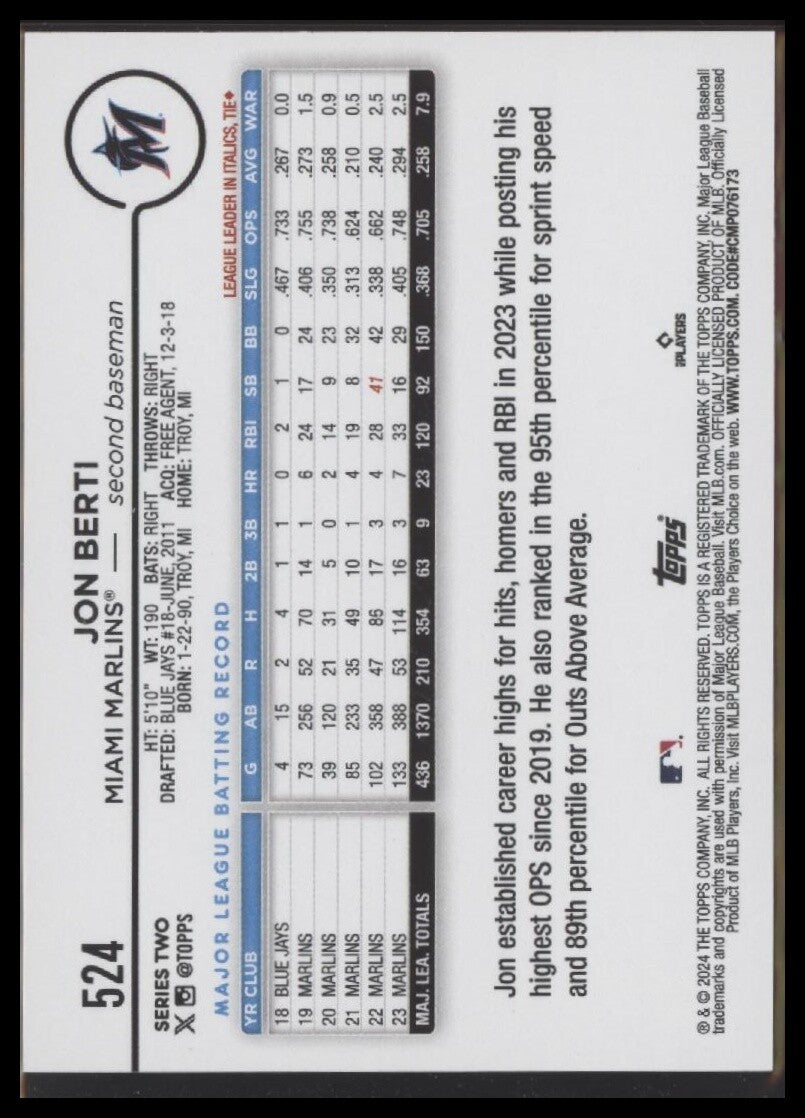 524
JON BERTI
MIAMI MARLINS® — second baseman
M
SERIES TWO
@TOPPS
HT: 5'10" WT: 190 BATS: RIGHT THROWS: RIGHT
DRAFTED: BLUE JAYS #18-JUNE, 2011 ACQ: FREE AGENT, 12-3-18
BORN: 1-22-90, TROY, MI HOME: TROY, MI
MAJOR LEAGUE BATTING RECORD
LEAGUE LEADER IN ITALICS, TIE♦
YR CLUB G AB R H 2B 3B HR RBI SB BB SLG OPS AVG WAR
18 BLUE JAYS 4 15 2 4 1 1 0 2 1 0 .467 .733 .267 0.0
19 MARLINS 73 256 52 70 14 1 6 24 17 24 .406 .755 .273 1.5
20 MARLINS 39 120 21 31 5 0 2 14 9 23 .350 .738 .258 0.9
21 MARLINS 85 233 35 49 10 1 4 19 8 32 .313 .624 .210 0.5
22 MARLINS 102 358 47 86 17 3 4 28 41 42 .338 .662 .240 2.5
23 MARLINS 133 388 53 114 16 3 7 33 16 29 .405 .748 .294 2.5
MAJ. LEA. TOTALS 436 1370 210 354 63 9 23 120 92 150 .368 .705 .258 7.9
Jon established career highs for hits, homers and RBI in 2023 while posting his
highest OPS since 2019. He also ranked in the 95th percentile for sprint speed
and 89th percentile for Outs Above Average.
topps
PLAYERS
® & © 2024 THE TOPPS COMPANY, INC. ALL RIGHTS RESERVED. TOPPS IS A REGISTERED TRADEMARK OF THE TOPPS COMPANY, INC. Major League Baseball
trademarks and copyrights are used with permission of Major League Baseball. Visit MLB.com. OFFICIALLY LICENSED PRODUCT OF MLB. Officially Licensed
Product of MLB Players, Inc. Visit MLBPLAYERS.COM, the Players Choice on the web. WWW.TOPPS.COM. CODE#CMP076173